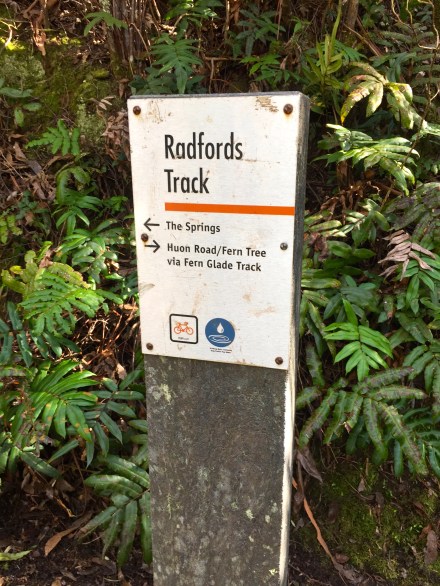 Radfords
Track
← The Springs
→ Huon Road/Fern Tree
via Fern Glade Track